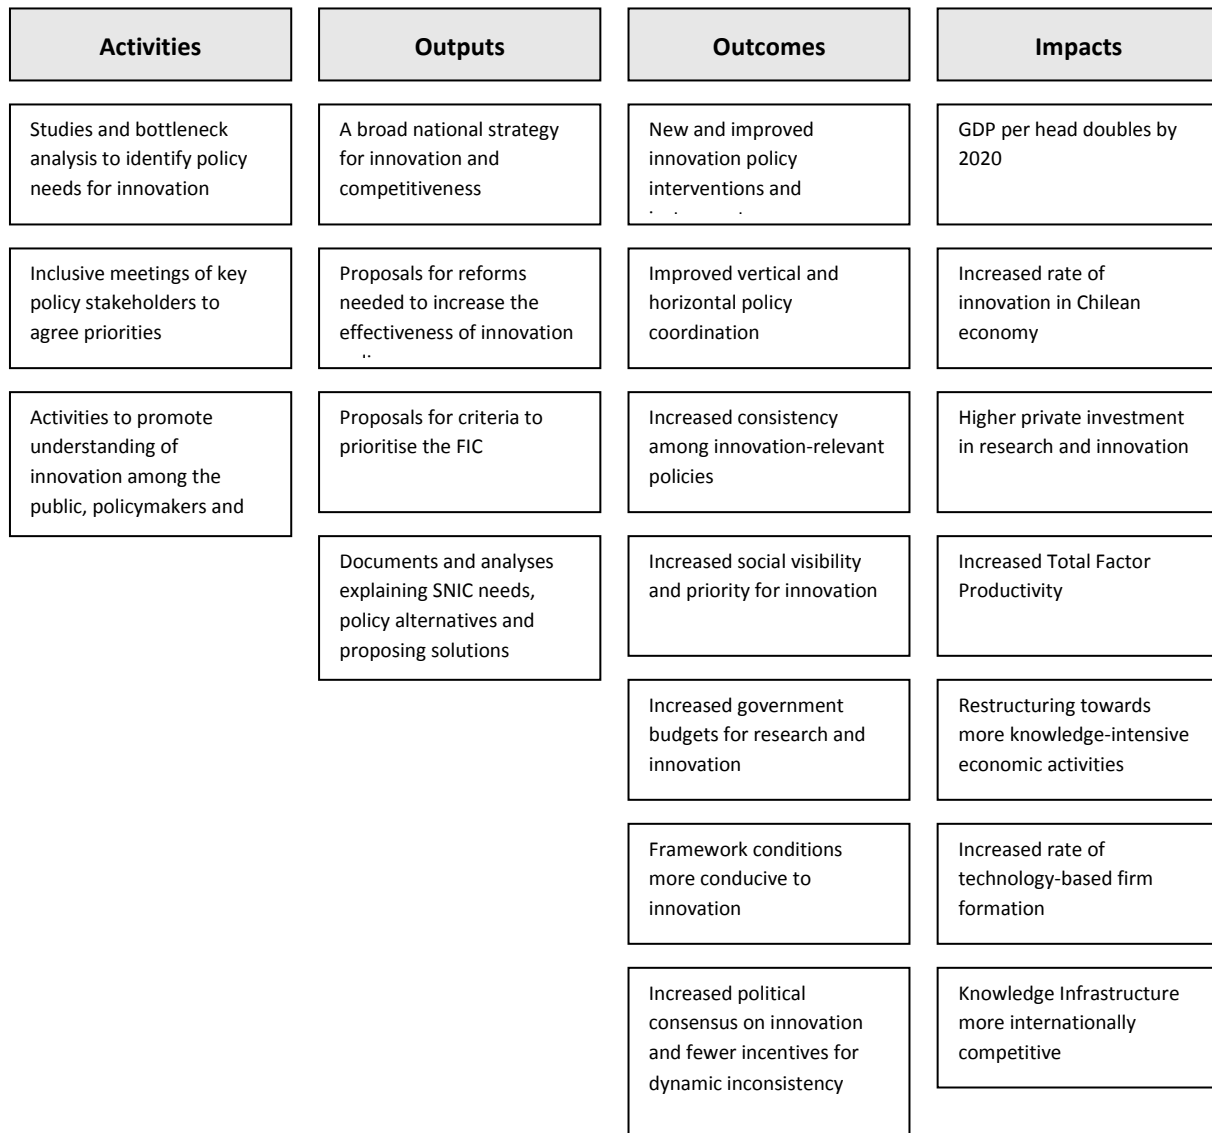 Activities
Studies and bottleneck
analysis to identify policy
needs for innovation
Inclusive meetings of key
policy stakeholders to
agree priorities
Activities to promote
understanding of
innovation among the
public, policymakers and
Outputs
A broad national strategy
for innovation and
competitiveness
Proposals for reforms
needed to increase the
effectiveness of innovation
Proposals for criteria to
prioritise the FIC
Documents and analyses
explaining SNIC needs,
policy alternatives and
proposing solutions
Outcomes
New and improved
innovation policy
interventions and
Improved vertical and
horizontal policy
coordination
Increased consistency
among innovation-relevant
policies
Increased social visibility
and priority for innovation
Increased government
budgets for research and
innovation
Framework conditions
more conducive to
innovation
Increased political
consensus on innovation
and fewer incentives for
dynamic inconsistency
Impacts
GDP per head doubles by
2020
Increased rate of
innovation in Chilean
economy
Higher private investment
in research and innovation
Increased Total Factor
Productivity
Restructuring towards
more knowledge-intensive
economic activities
Increased rate of
technology-based firm
formation
Knowledge Infrastructure
more internationally
competitive